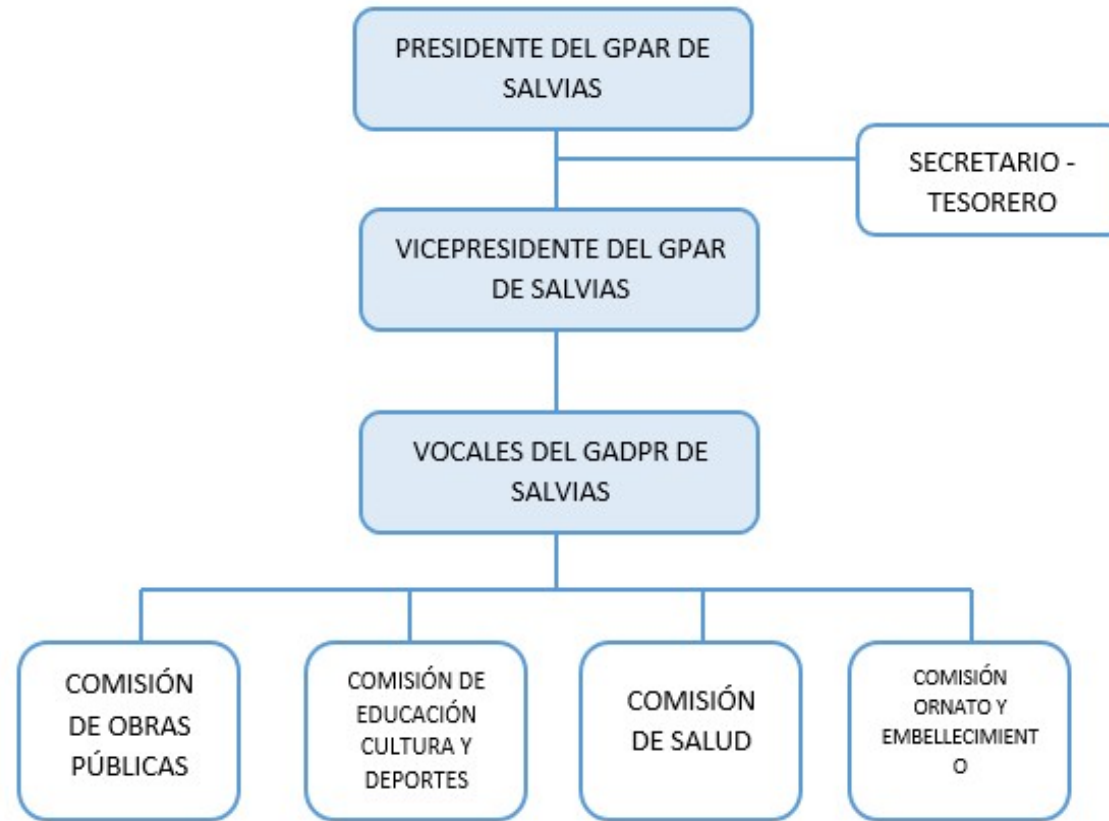 PRESIDENTE DEL GPAR DE
SALVIAS
SECRETARIO -
TESORERO
VICEPRESIDENTE DEL GPAR
DE SALVIAS
VOCALES DEL GADPR DE
SALVIAS
COMISIÓN
DE OBRAS
PÚBLICAS
COMISIÓN DE
EDUCACIÓN
CULTURA Y
DEPORTES
COMISIÓN
DE SALUD
COMISIÓN
ORNATO Y
EMBELLECIMIENT
O